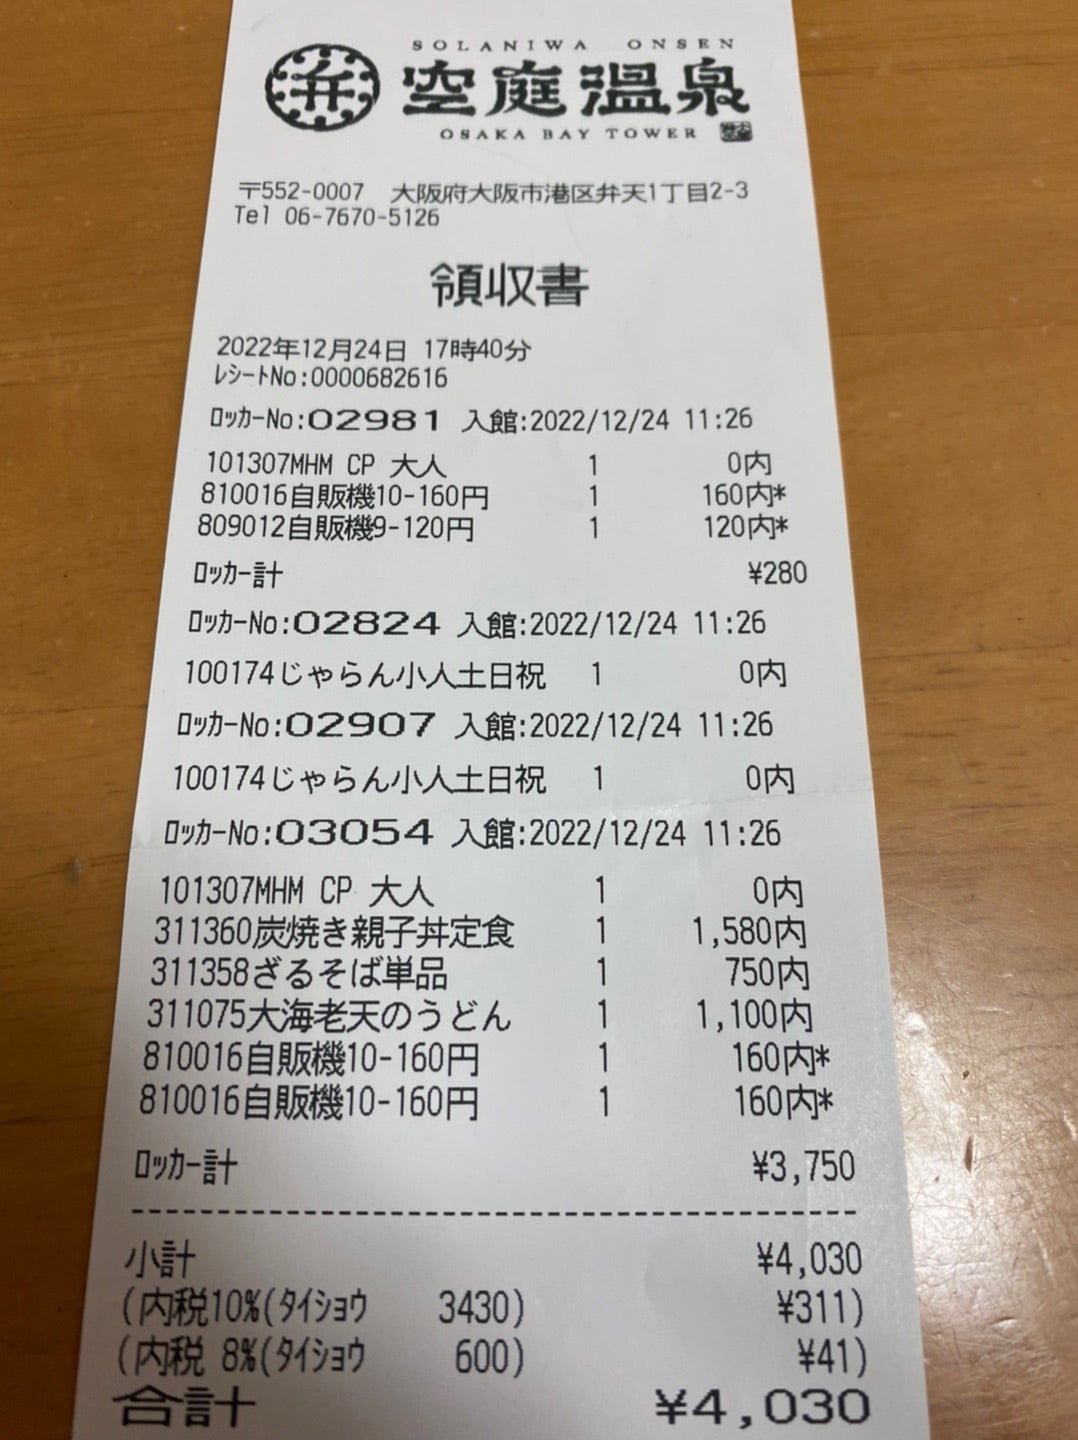 SOLANIWA ONSEN
空庭温泉
OSAKA BAY TOWER
〒552-0007 大阪府大阪市港区弁天1丁目2-3
Tel 06-7670-5126
領収書
2022年12月24日 17時40分
ﾚｼｰﾄNo:0000682616
ﾛｯｶｰNo:02981 入館:2022/12/24 11:26
101307MHM CP 大人 1 0内
810016自販機10-160円 1 160内*
809012自販機9-120円 1 120内*
ﾛｯｶｰ計 ¥280
ﾛｯｶｰNo:02824 入館:2022/12/24 11:26
100174じゃらん小人土日祝 1 0内
ﾛｯｶｰNo:02907 入館:2022/12/24 11:26
100174じゃらん小人土日祝 1 0内
ﾛｯｶｰNo:03054 入館:2022/12/24 11:26
101307MHM CP 大人 1 0内
311360炭焼き親子丼定食 1 1,580内
311358ざるそば単品 1 750内
311075大海老天のうどん 1 1,100内
810016自販機10-160円 1 160内*
810016自販機10-160円 1 160内*
ﾛｯｶｰ計 ¥3,750
小計 ¥4,030
(内税10%(ﾀｲｼｮｳ 3430) ¥311)
(内税 8%(ﾀｲｼｮｳ 600) ¥41)
合計 ¥4,030